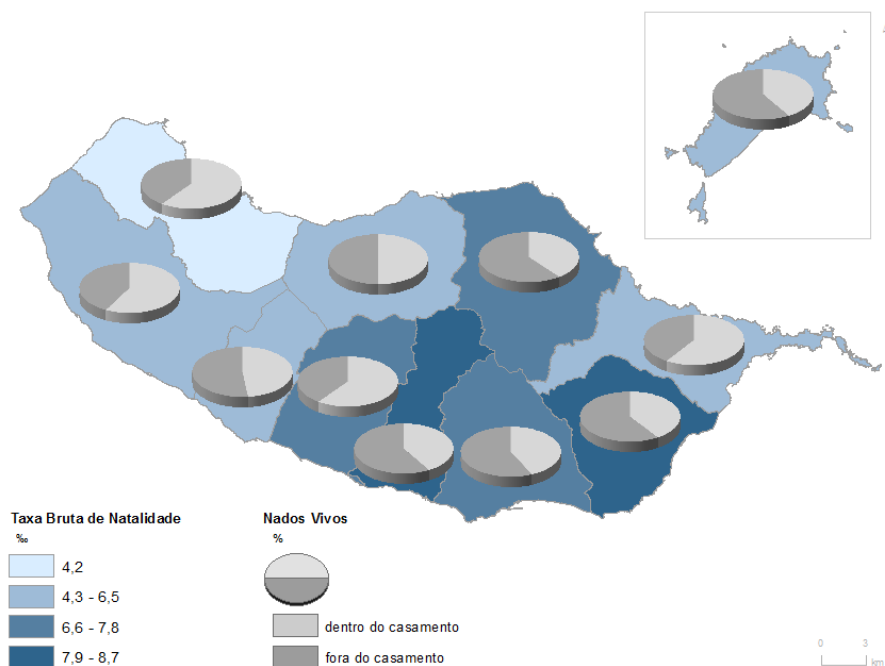 Taxa Bruta de Natalidade
‰
4,2
4,3 - 6,5
6,6 - 7,8
7,9 - 8,7
Nados Vivos
%
dentro do casamento
fora do casamento
0 3
km